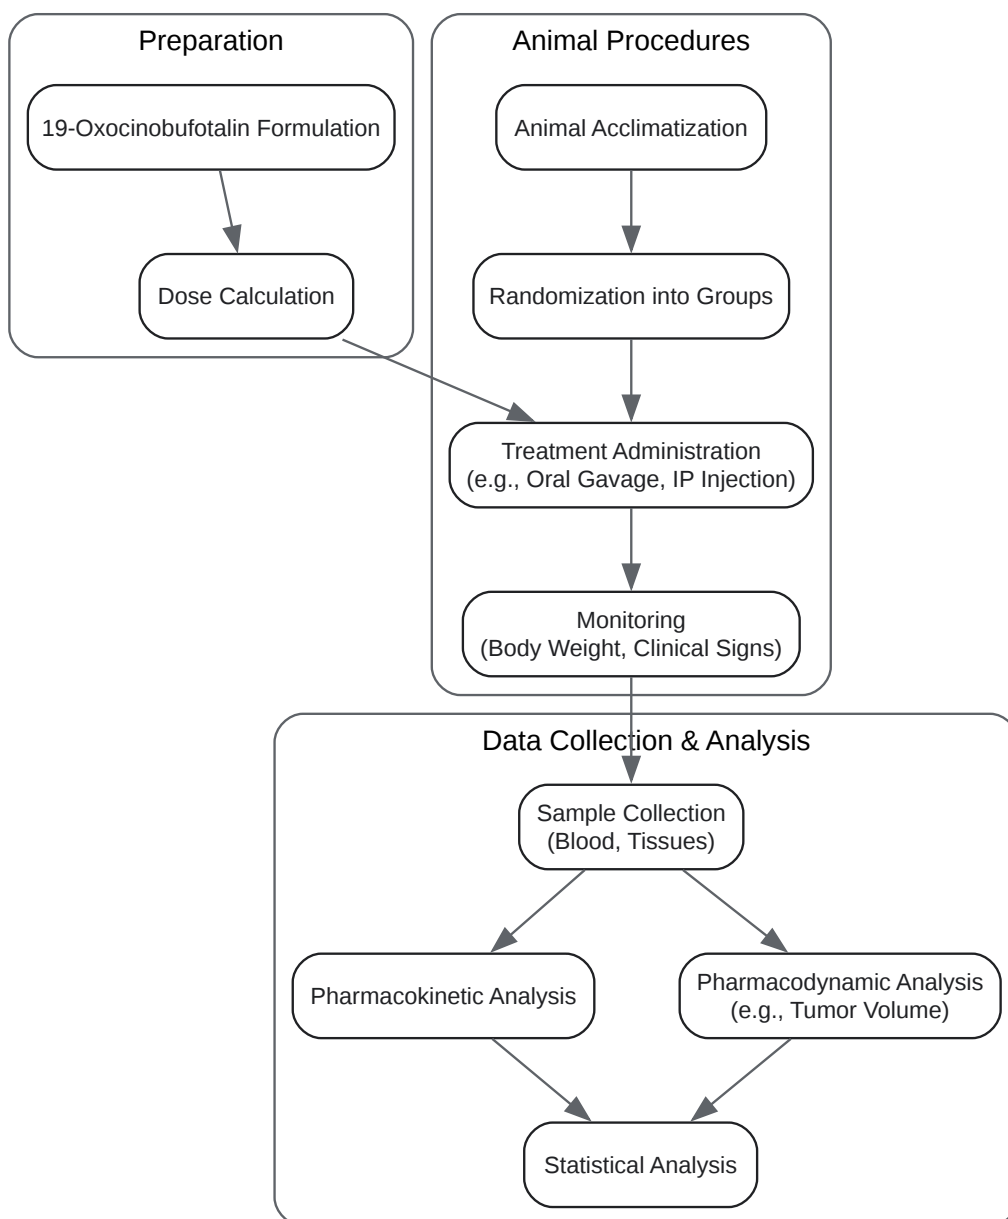 Preparation
19-Oxocinobufotalin Formulation
Dose Calculation
Animal Procedures
Animal Acclimatization
Randomization into Groups
Treatment Administration
(e.g., Oral Gavage, IP Injection)
Monitoring
(Body Weight, Clinical Signs)
Data Collection & Analysis
Sample Collection
(Blood, Tissues)
Pharmacokinetic Analysis
Pharmacodynamic Analysis
(e.g., Tumor Volume)
Statistical Analysis